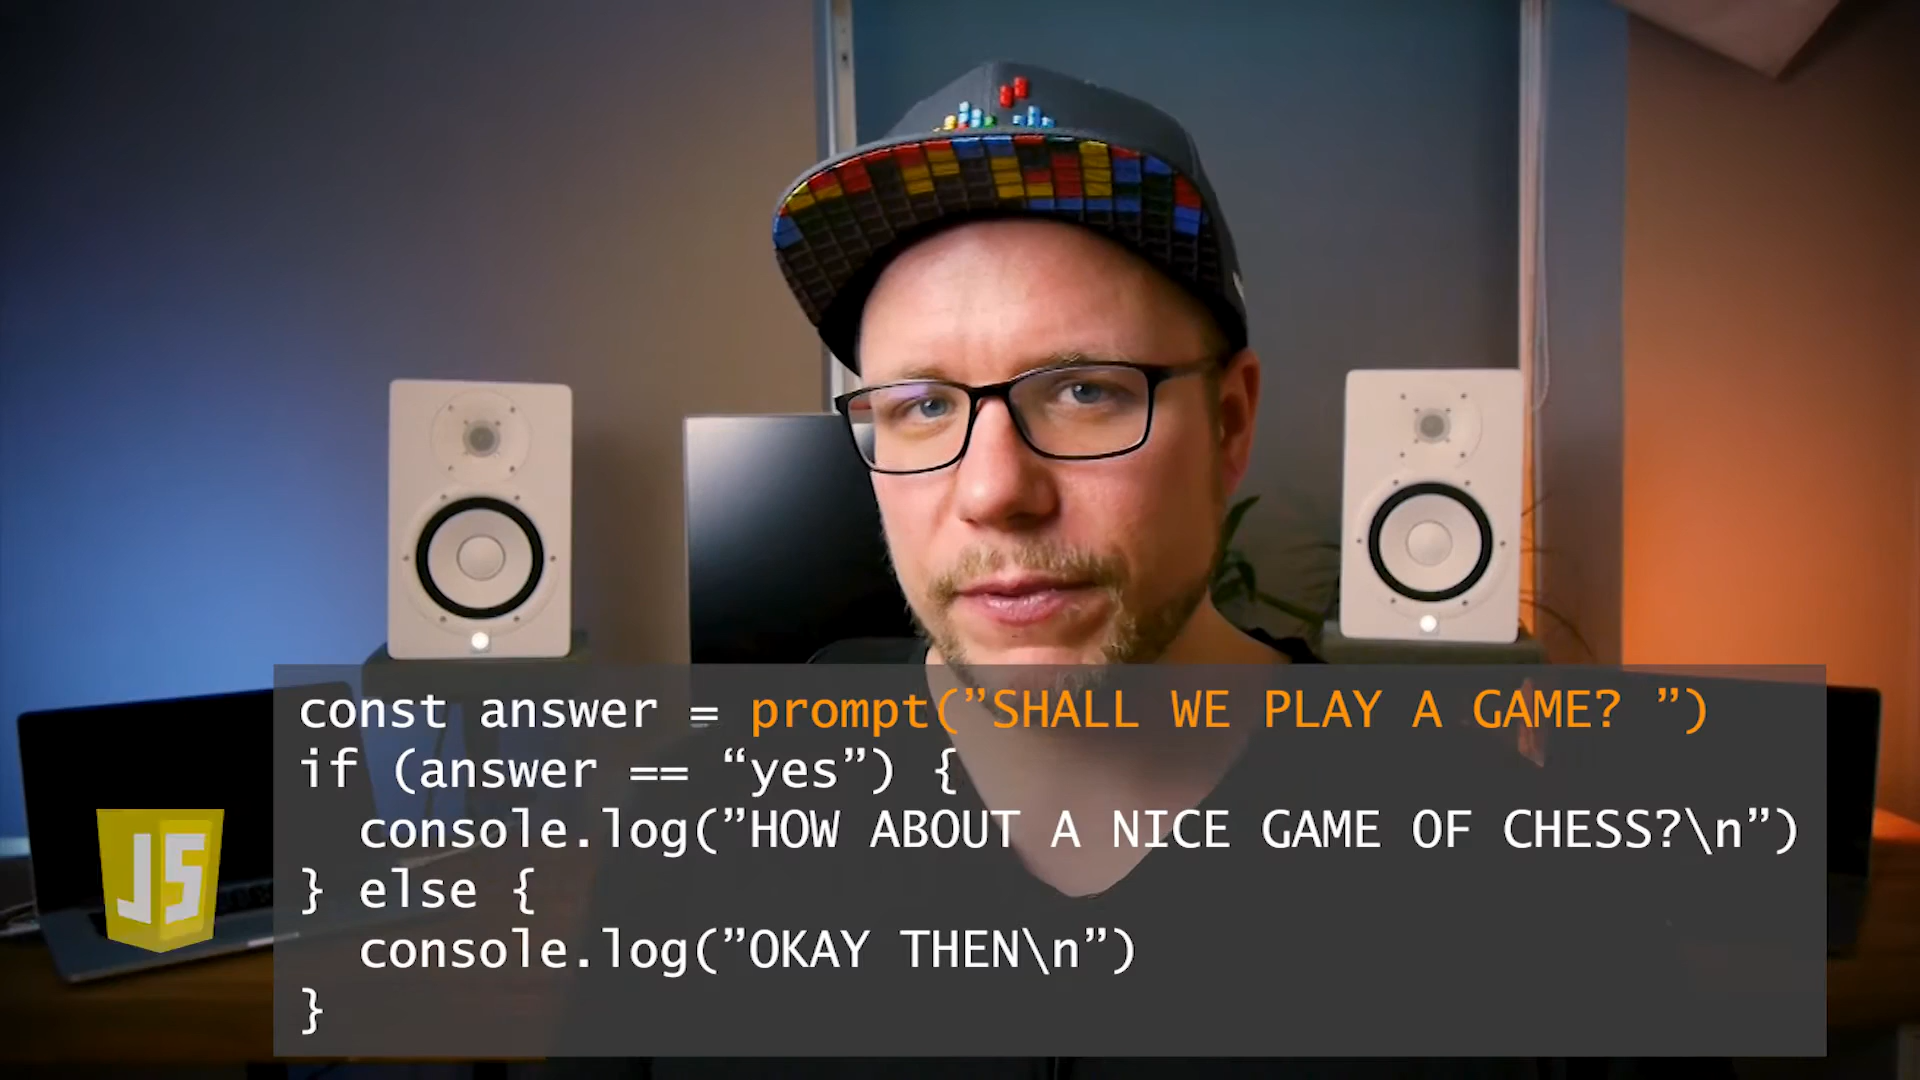 const answer = prompt(”SHALL WE PLAY A GAME? ”)
if (answer == “yes”) {
  console.log(”HOW ABOUT A NICE GAME OF CHESS?\n”)
} else {
  console.log(”OKAY THEN\n”)
}
JS